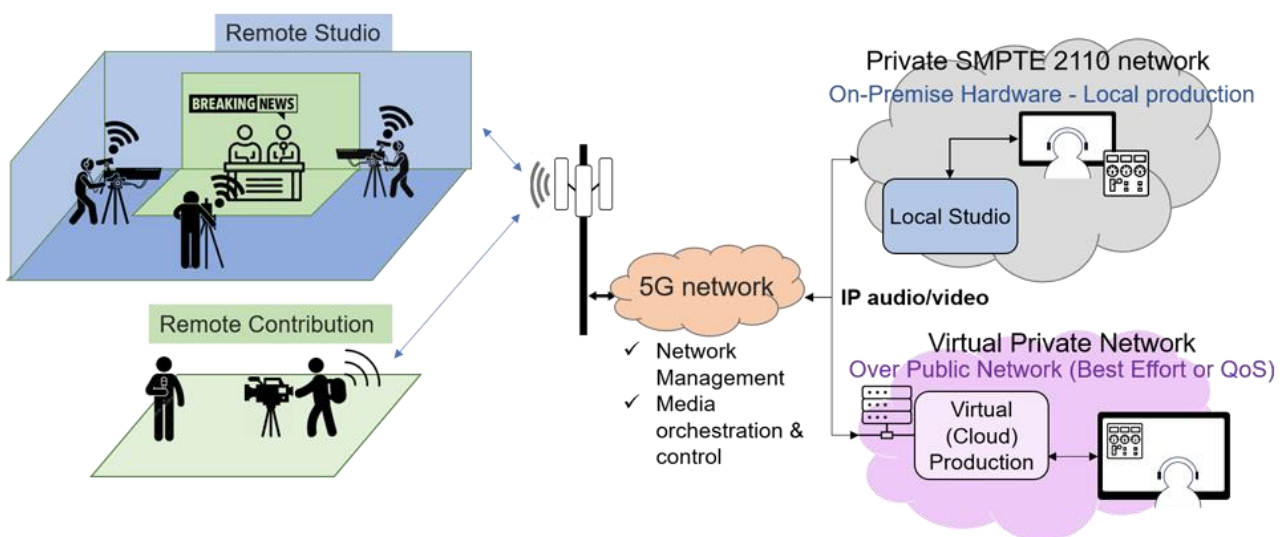 Remote Studio
BREAKING NEWS
Remote Contribution
5G network
✓ Network
Management
✓ Media
orchestration &
control
IP audio/video
Private SMPTE 2110 network
On-Premise Hardware - Local production
Local Studio
Virtual Private Network
Over Public Network (Best Effort or QoS)
Virtual
(Cloud)
Production